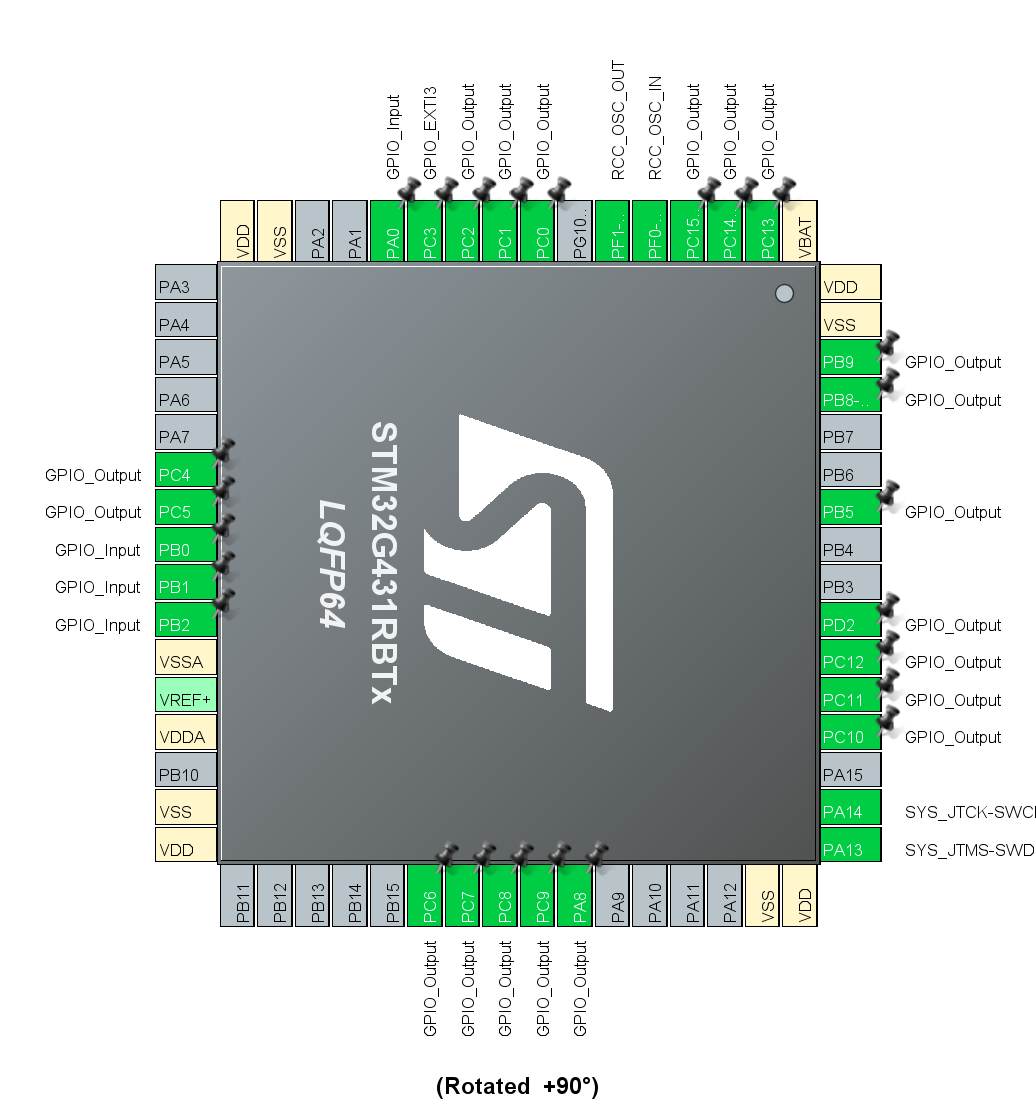 GPIO_Input
GPIO_EXTI3
GPIO_Output
GPIO_Output
GPIO_Output
RCC_OSC_OUT
RCC_OSC_IN
GPIO_Output
GPIO_Output
GPIO_Output
VDD
VSS
PA2
PA1
PA0
PC3
PC2
PC1
PC0
PG10..
PF1-..
PF0-..
PC15..
PC14..
PC13
VBAT
PA3
PA4
PA5
PA6
PA7
GPIO_Output PC4
GPIO_Output PC5
GPIO_Input PB0
GPIO_Input PB1
GPIO_Input PB2
VSSA
VREF+
VDDA
PB10
VSS
VDD
STM32G431RBTx
LQFP64
VDD
VSS
PB9 GPIO_Output
PB8-.. GPIO_Output
PB7
PB6
PB5 GPIO_Output
PB4
PB3
PD2 GPIO_Output
PC12 GPIO_Output
PC11 GPIO_Output
PC10 GPIO_Output
PA15
PA14 SYS_JTCK-SWCL
PA13 SYS_JTMS-SWD
PB11
PB12
PB13
PB14
PB15
PC6
PC7
PC8
PC9
PA8
PA9
PA10
PA11
PA12
VSS
VDD
GPIO_Output
GPIO_Output
GPIO_Output
GPIO_Output
GPIO_Output
(Rotated +90°)